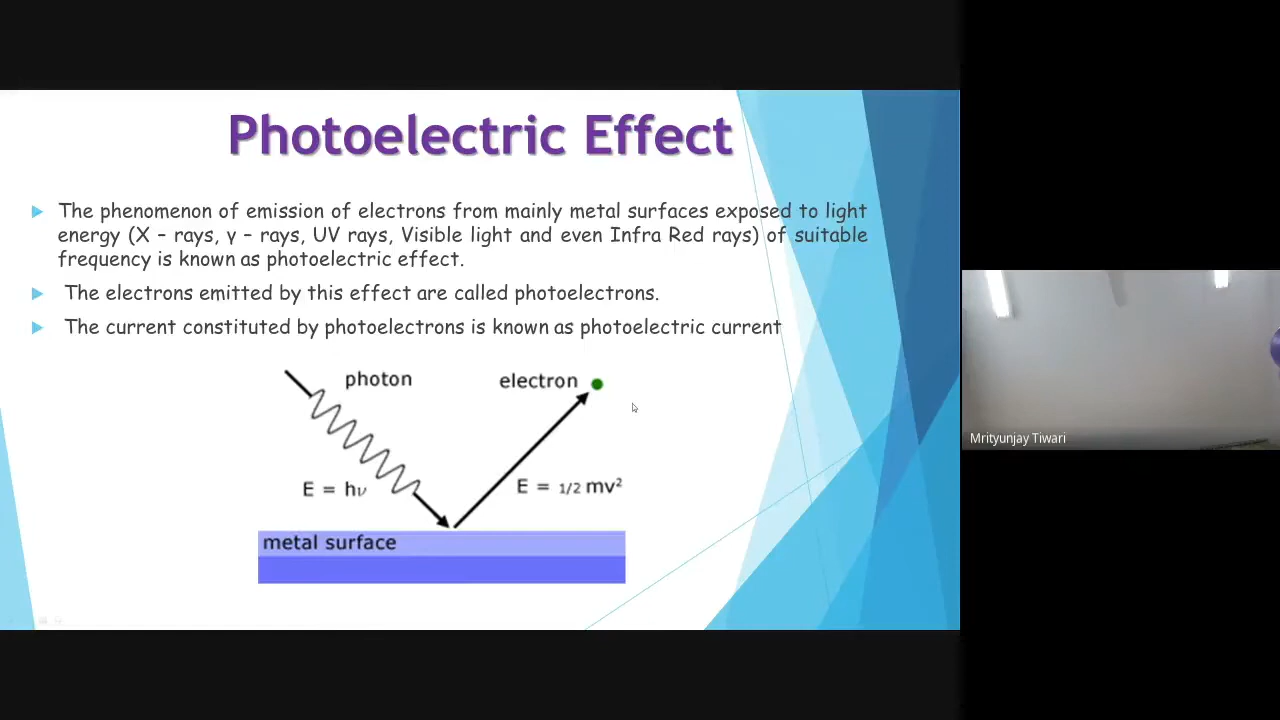 Photoelectric Effect
The phenomenon of emission of electrons from mainly metal surfaces exposed to light
energy (X – rays, γ – rays, UV rays, Visible light and even Infra Red rays) of suitable
frequency is known as photoelectric effect.
The electrons emitted by this effect are called photoelectrons.
The current constituted by photoelectrons is known as photoelectric current
photon
electron
E = hν
E = 1/2 mv²
metal surface
Mrityunjay Tiwari